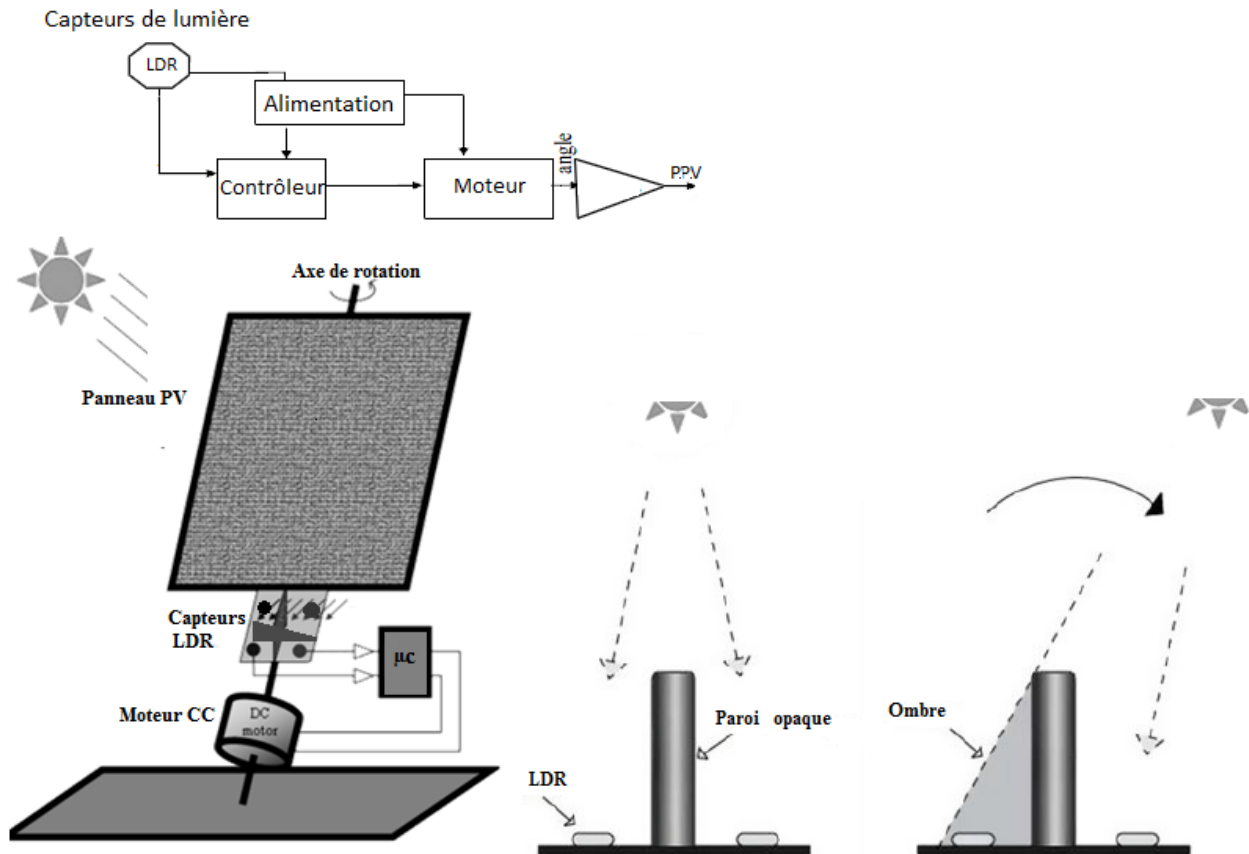 Capteurs de lumière
LDR
Alimentation
Contrôleur
Moteur
angle
PPV
Axe de rotation
Panneau PV
Capteurs
LDR
μc
Moteur CC
DC
motor
Paroi opaque
LDR
Ombre